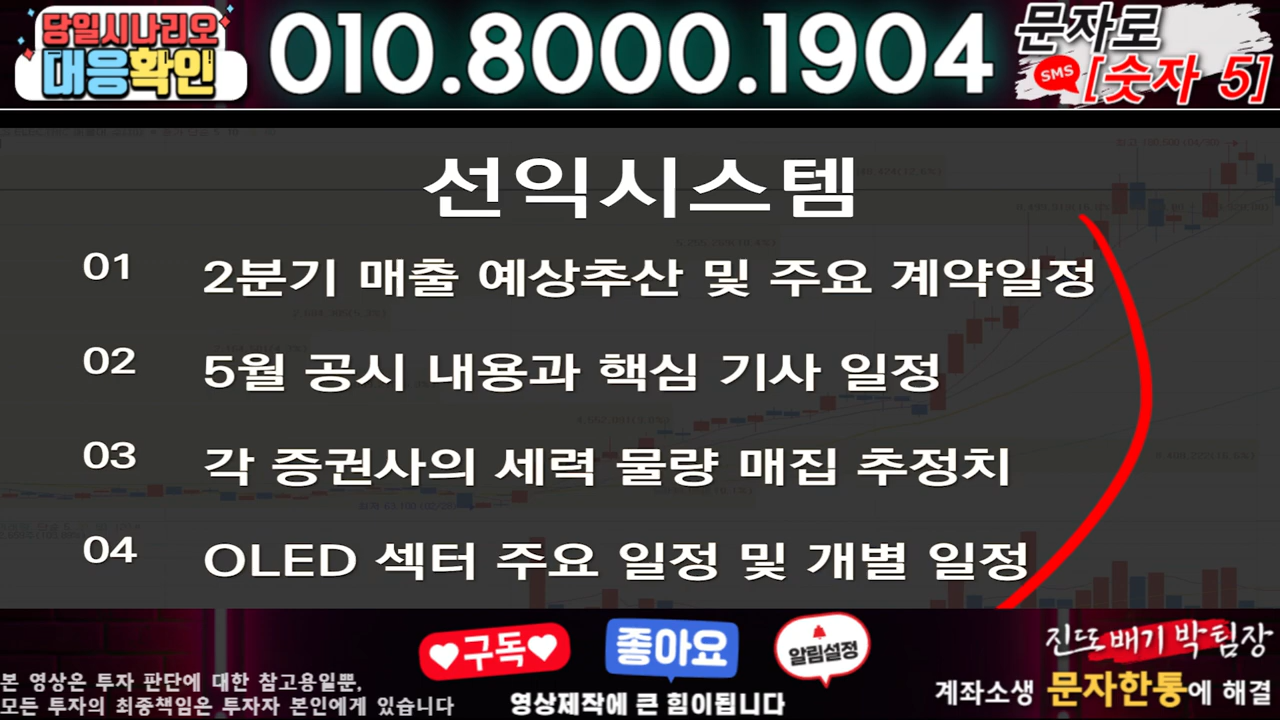 당일시나리오
대응확인
010.8000.1904
문자로
SMS
[숫자 5]
선익시스템
01 2분기 매출 예상추산 및 주요 계약일정
02 5월 공시 내용과 핵심 기사 일정
03 각 증권사의 세력 물량 매집 추정치
04 OLED 섹터 주요 일정 및 개별 일정
구독
좋아요
알림설정
영상제작에 큰 힘이됩니다
본 영상은 투자 판단에 대한 참고용일뿐,
모든 투자의 최종책임은 투자자 본인에게 있습니다
진또배기 박팀장
계좌소생 문자한통에 해결